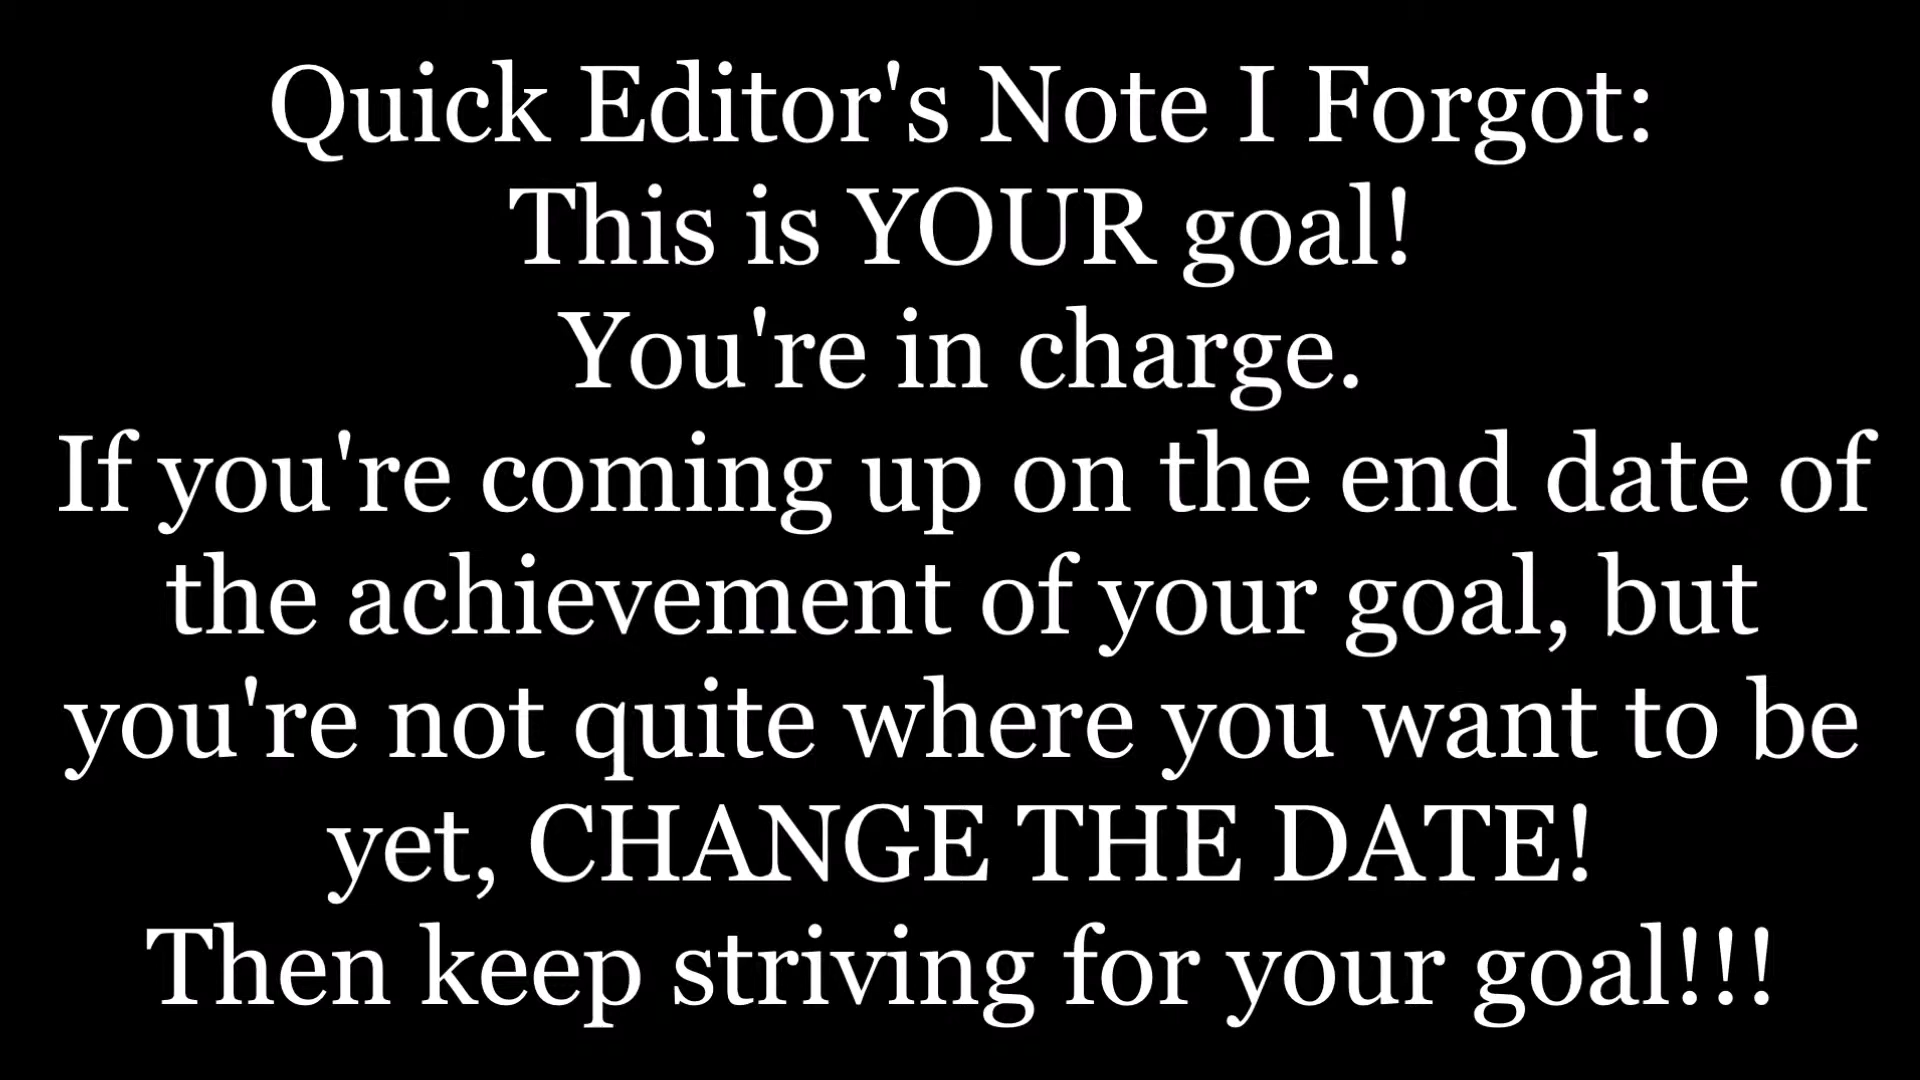 Quick Editor's Note I Forgot:
This is YOUR goal!
You're in charge.
If you're coming up on the end date of
the achievement of your goal, but
you're not quite where you want to be
yet, CHANGE THE DATE!
Then keep striving for your goal!!!